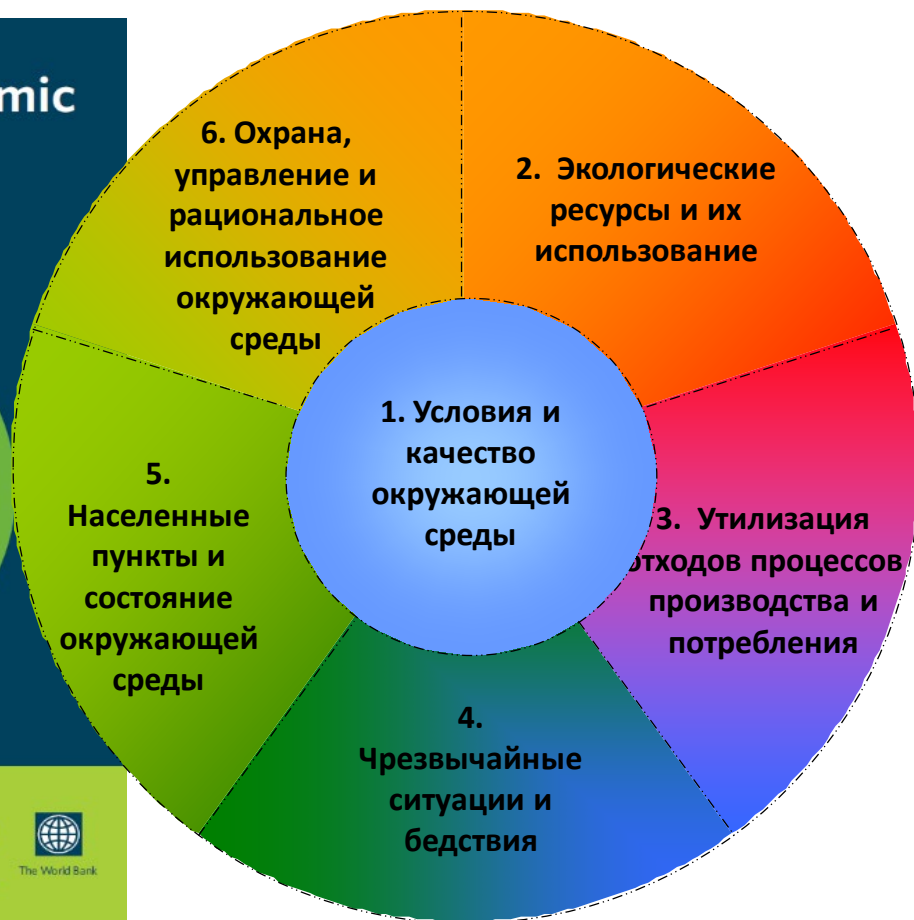 mic
6. Охрана,
управление и
рациональное
использование
окружающей
среды
2. Экологические
ресурсы и их
использование
1. Условия и
качество
окружающей
среды
3. Утилизация
отходов процессов
производства и
потребления
4.
Чрезвычайные
ситуации и
бедствия
5.
Населенные
пункты и
состояние
окружающей
среды
The World Bank